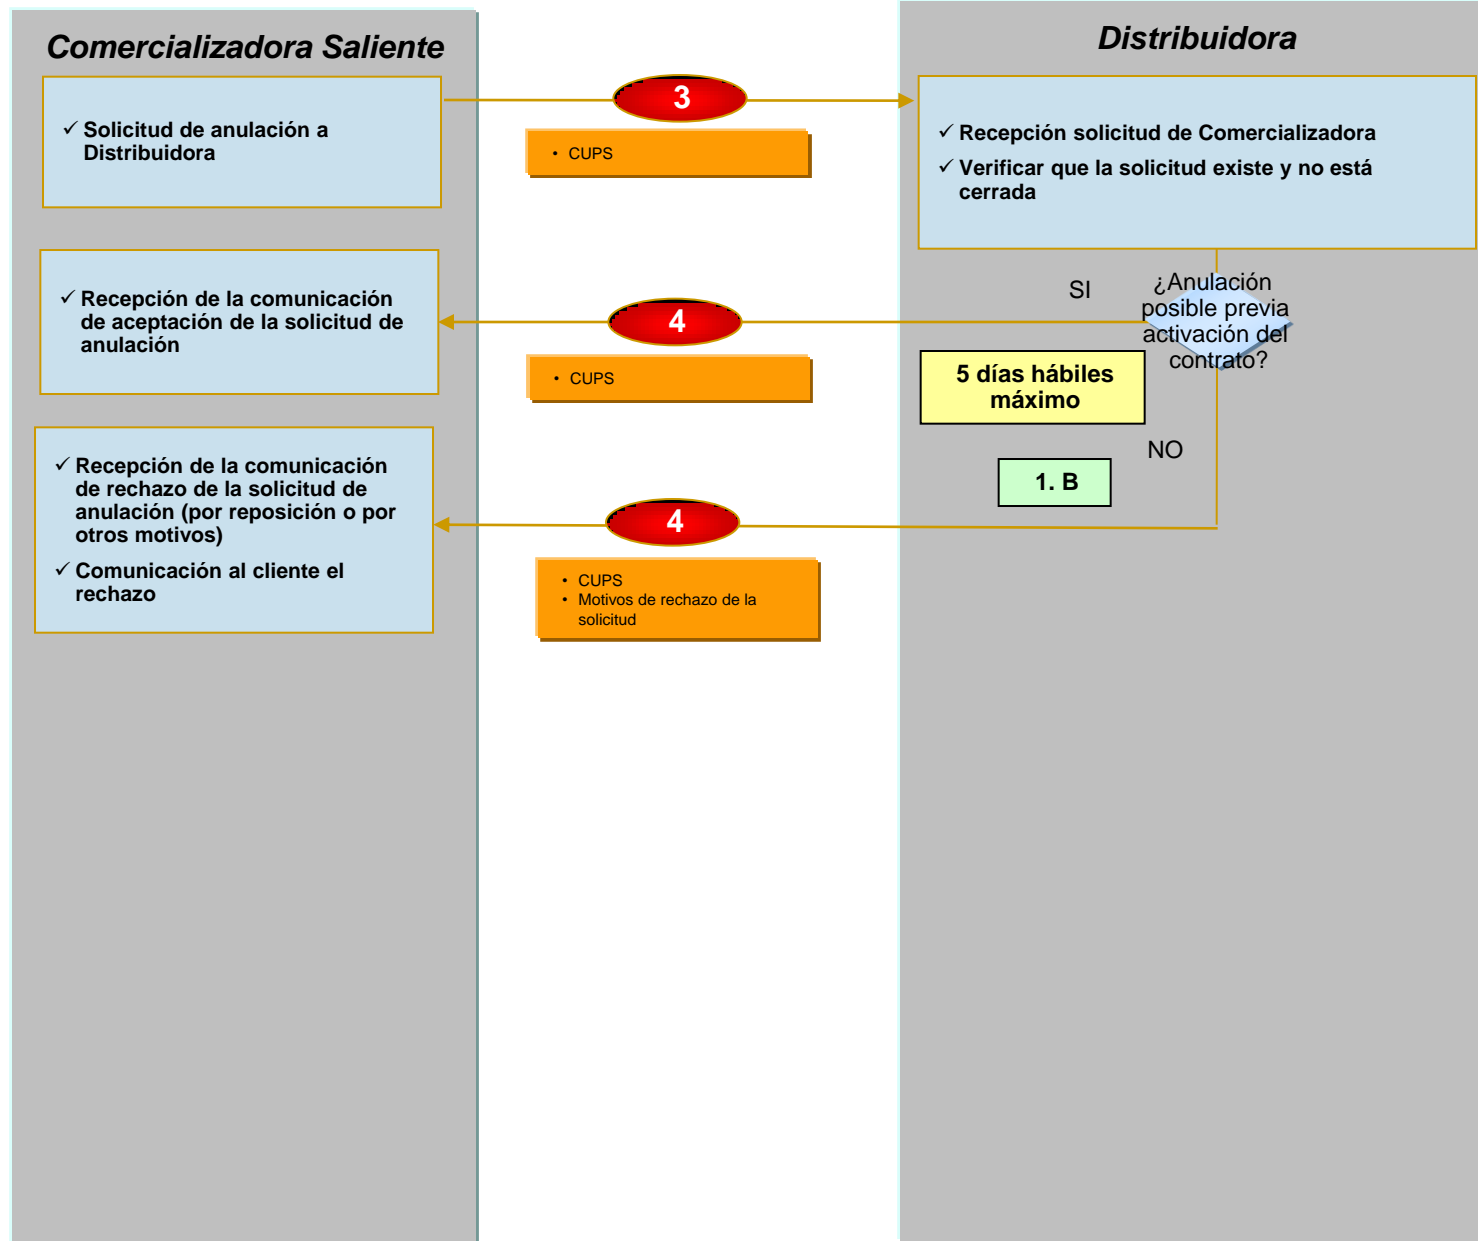 Comercializadora Saliente
Distribuidora
✓ Solicitud de anulación a
Distribuidora
3
• CUPS
✓ Recepción solicitud de Comercializadora
✓ Verificar que la solicitud existe y no está
cerrada
✓ Recepción de la comunicación
de aceptación de la solicitud de
anulación
4
• CUPS
SI
¿Anulación
posible previa
activación del
contrato?
5 días hábiles
máximo
NO
1. B
✓ Recepción de la comunicación
de rechazo de la solicitud de
anulación (por reposición o por
otros motivos)
✓ Comunicación al cliente el
rechazo
4
• CUPS
• Motivos de rechazo de la
solicitud